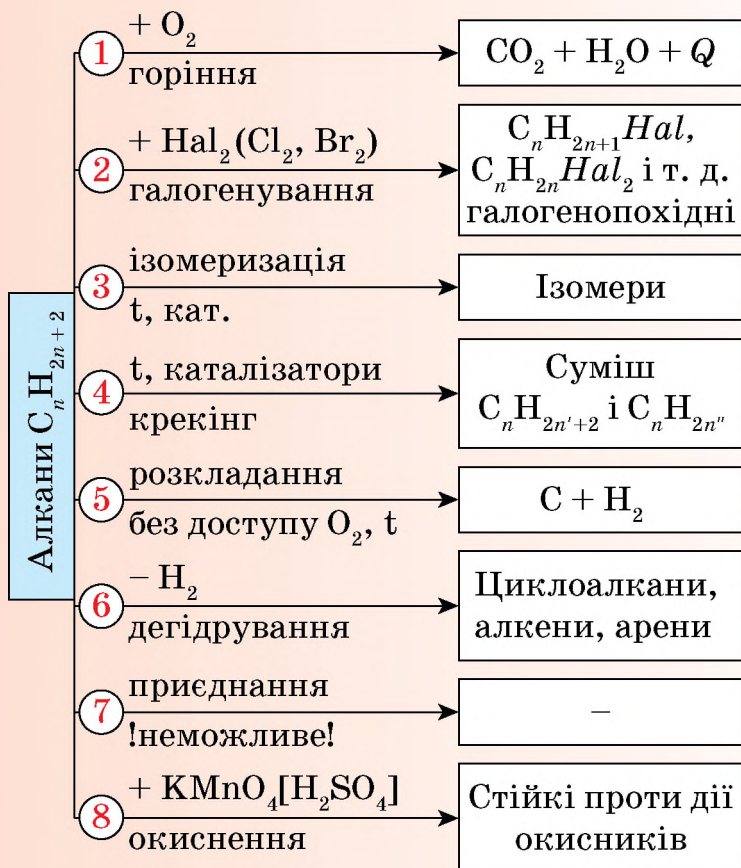 Алкани CₙH₂ₙ₊₂
1
+ O₂
горіння
CO₂ + H₂O + Q
2
+ Hal₂ (Cl₂, Br₂)
галогенування
CₙH₂ₙ₊₁Hal,
CₙH₂ₙHal₂ і т. д.
галогенопохідні
3
ізомеризація
t, кат.
Ізомери
4
t, каталізатори
крекінг
Суміш
CₙH₂ₙ'₊₂ і CₙH₂ₙ"
5
розкладання
без доступу O₂, t
C + H₂
6
– H₂
дегідрування
Циклоалкани,
алкени, арени
7
приєднання
!неможливе!
–
8
+ KMnO₄[H₂SO₄]
окиснення
Стійкі проти дії
окисників